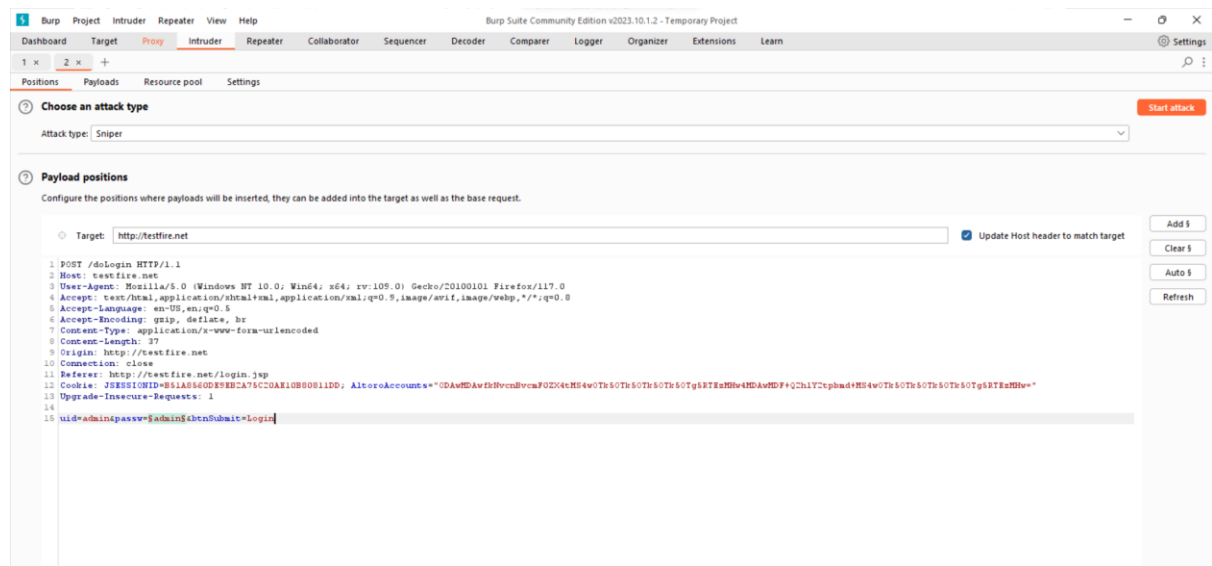 Burp Project Intruder Repeater View Help Burp Suite Community Edition v2023.10.1.2 - Temporary Project
Dashboard Target Proxy Intruder Repeater Collaborator Sequencer Decoder Comparer Logger Organizer Extensions Learn Settings
1 × 2 × +
Positions Payloads Resource pool Settings
Choose an attack type Start attack
Attack type: Sniper
Payload positions
Configure the positions where payloads will be inserted, they can be added into the target as well as the base request.
Target: http://testfire.net Update Host header to match target Add §
Clear §
Auto §
Refresh
1 POST /doLogin HTTP/1.1
2 Host: testfire.net
3 User-Agent: Mozilla/5.0 (Windows NT 10.0; Win64; x64; rv:109.0) Gecko/20100101 Firefox/117.0
4 Accept: text/html,application/xhtml+xml,application/xml;q=0.9,image/avif,image/webp,*/*;q=0.8
5 Accept-Language: en-US,en;q=0.5
6 Accept-Encoding: gzip, deflate, br
7 Content-Type: application/x-www-form-urlencoded
8 Content-Length: 37
9 Origin: http://testfire.net
10 Connection: close
11 Referer: http://testfire.net/login.jsp
12 Cookie: AltoroAccounts=
13 Upgrade-Insecure-Requests: 1
14
15 uid=admin&passw=§admin§&btnSubmit=Login